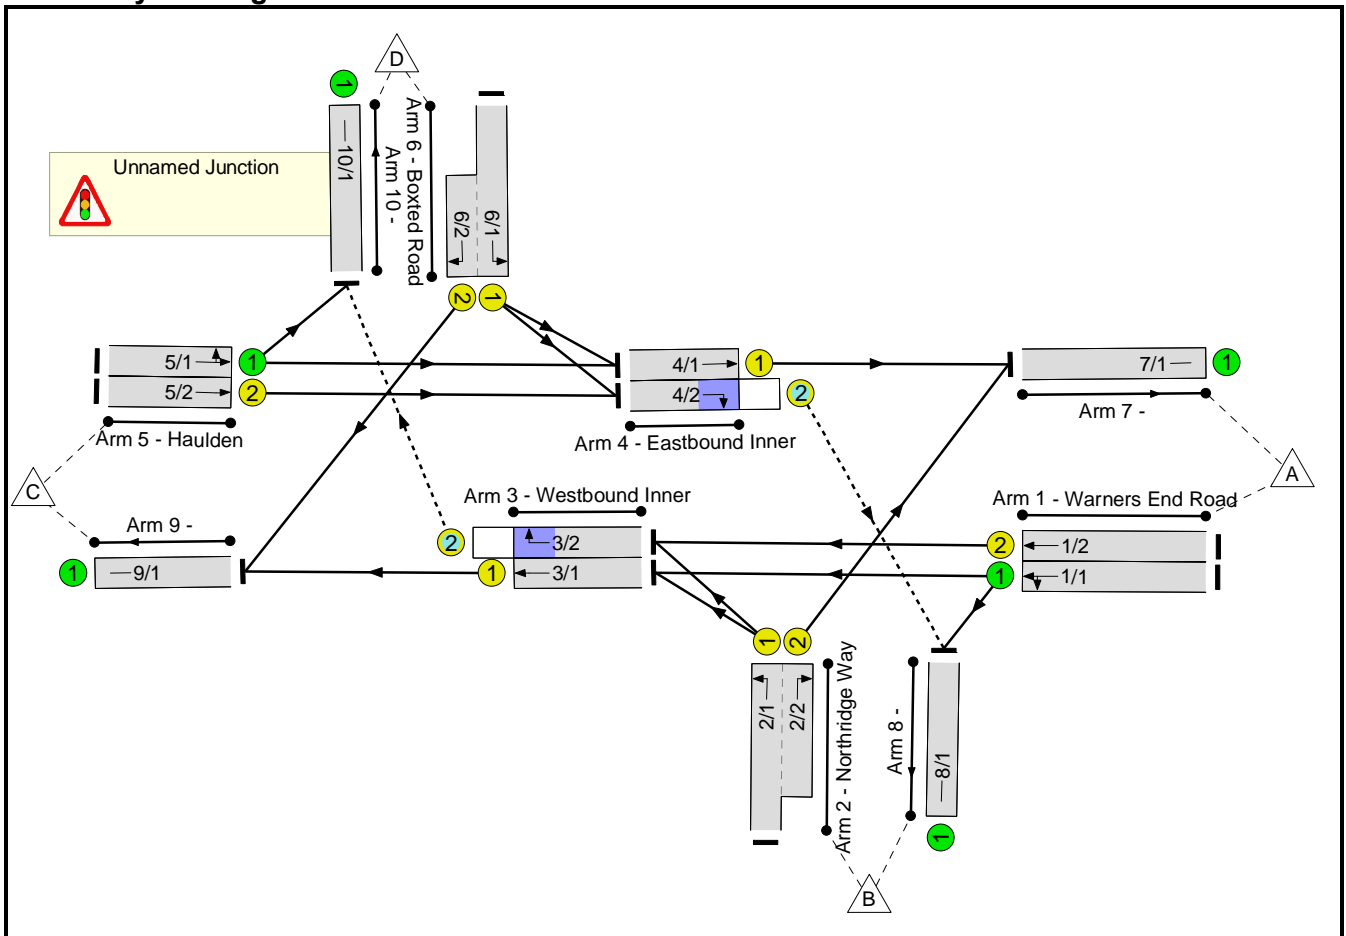 D
1
Arm 6 - Boxted Road
Arm 10 -
10/1
Unnamed Junction
6/2
6/1
2
1
5/1
1
5/2
2
Arm 5 - Haulden
4/1
1
4/2
2
Arm 4 - Eastbound Inner
7/1
1
Arm 7 -
C
A
Arm 3 - Westbound Inner
Arm 1 - Warners End Road
Arm 9 -
2
3/2
2
1/2
1
9/1
1
3/1
1
1/1
1
2
2/1
2/2
Arm 2 - Northridge Way
Arm 8 -
8/1
1
B